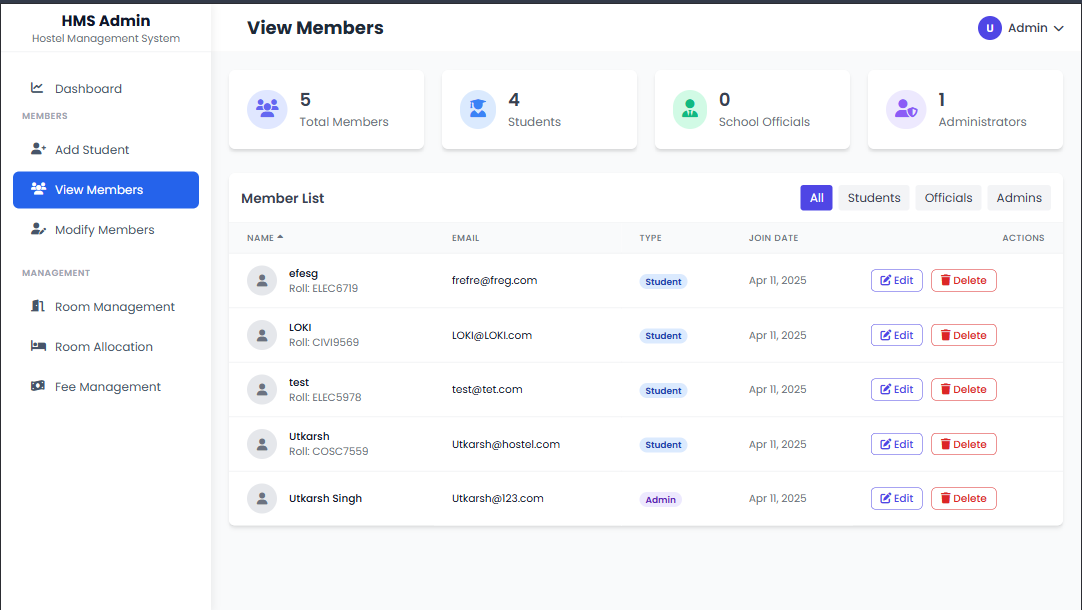 HMS Admin
Hostel Management System
View Members
U Admin
Dashboard
MEMBERS
Add Student
View Members
Modify Members
MANAGEMENT
Room Management
Room Allocation
Fee Management
5
Total Members
4
Students
0
School Officials
1
Administrators
Member List
All Students Officials Admins
NAME EMAIL TYPE JOIN DATE ACTIONS
efesg
Roll: ELEC6719
frefre@freg.com Student Apr 11, 2025 Edit Delete
LOKI
Roll: CIVI9569
LOKI@LOKI.com Student Apr 11, 2025 Edit Delete
test
Roll: ELEC5978
test@tet.com Student Apr 11, 2025 Edit Delete
Utkarsh
Roll: COSC7559
Utkarsh@hostel.com Student Apr 11, 2025 Edit Delete
Utkarsh Singh Utkarsh@123.com Admin Apr 11, 2025 Edit Delete